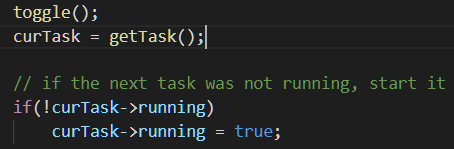 toggle();
curTask = getTask();
// if the next task was not running, start it
if(!curTask->running)
    curTask->running = true;